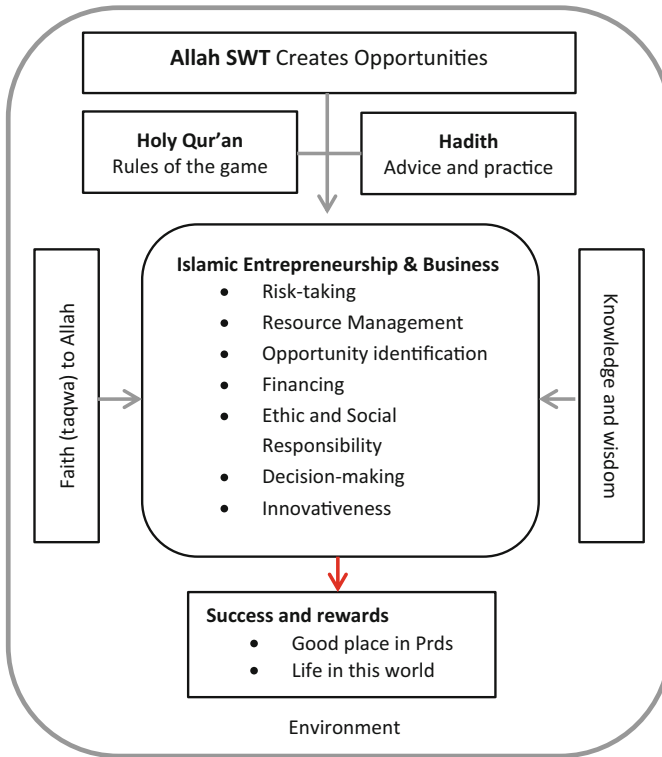 Allah SWT Creates Opportunities
Holy Qur'an
Rules of the game
Hadith
Advice and practice
Faith (taqwa) to Allah
Islamic Entrepreneurship & Business
• Risk-taking
• Resource Management
• Opportunity identification
• Financing
• Ethic and Social
Responsibility
• Decision-making
• Innovativeness
Knowledge and wisdom
Success and rewards
• Good place in Prds
• Life in this world
Environment